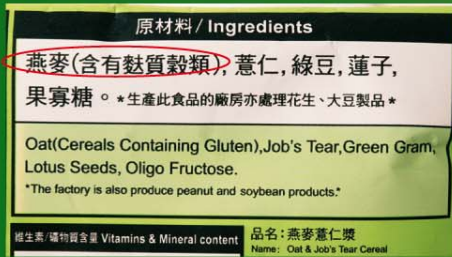 原材料/Ingredients
燕麥(含有麩質穀類), 薏仁, 綠豆, 蓮子,
果寡糖。*生產此食品的廠房亦處理花生、大豆製品*
Oat(Cereals Containing Gluten),Job's Tear,Green Gram,
Lotus Seeds, Oligo Fructose.
*The factory is also produce peanut and soybean products.*
維生素/礦物質含量 Vitamins & Mineral content
品名:燕麥薏仁漿
Name: Oat & Job's Tear Cereal